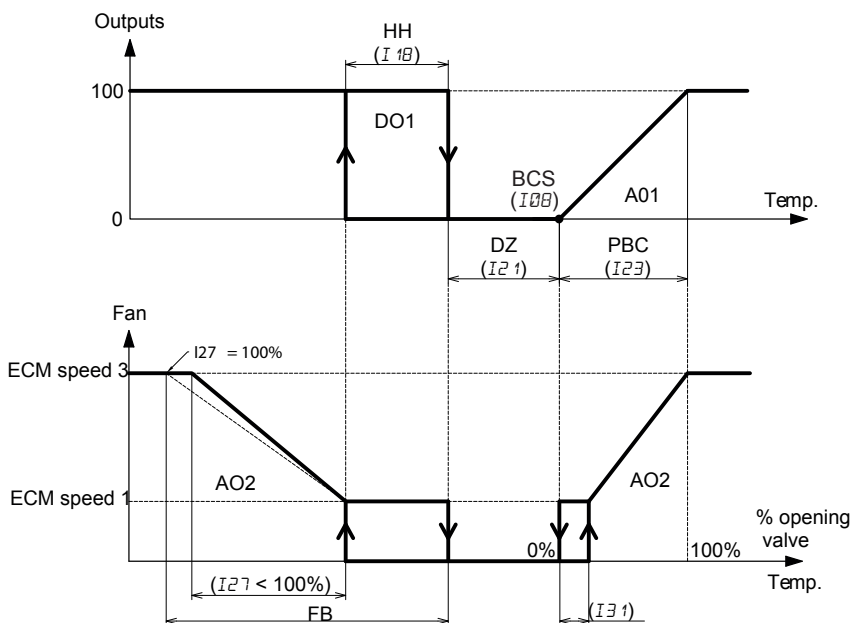 Outputs
HH
(I18)
100
DO1
BCS
(I08)
A01
Temp.
0
DZ
(I21)
PBC
(I23)
Fan
I27 = 100%
ECM speed 3
AO2
AO2
ECM speed 1
% opening
valve
0%
100%
Temp.
(I27 < 100%)
(I31)
FB